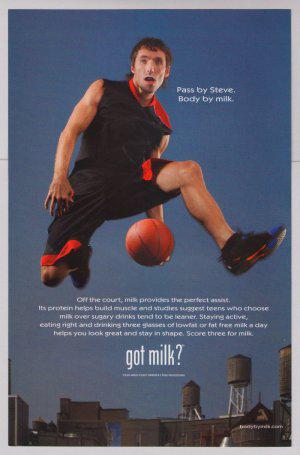 Pass by Steve.
Body by milk.
Off the court, milk provides the perfect assist.
Its protein helps build muscle and studies suggest teens who choose
milk over sugary drinks tend to be leaner. Staying active,
eating right and drinking three glasses of lowfat or fat free milk a day
helps you look great and stay in shape. Score three for milk.
got milk?
bodybymilk.com